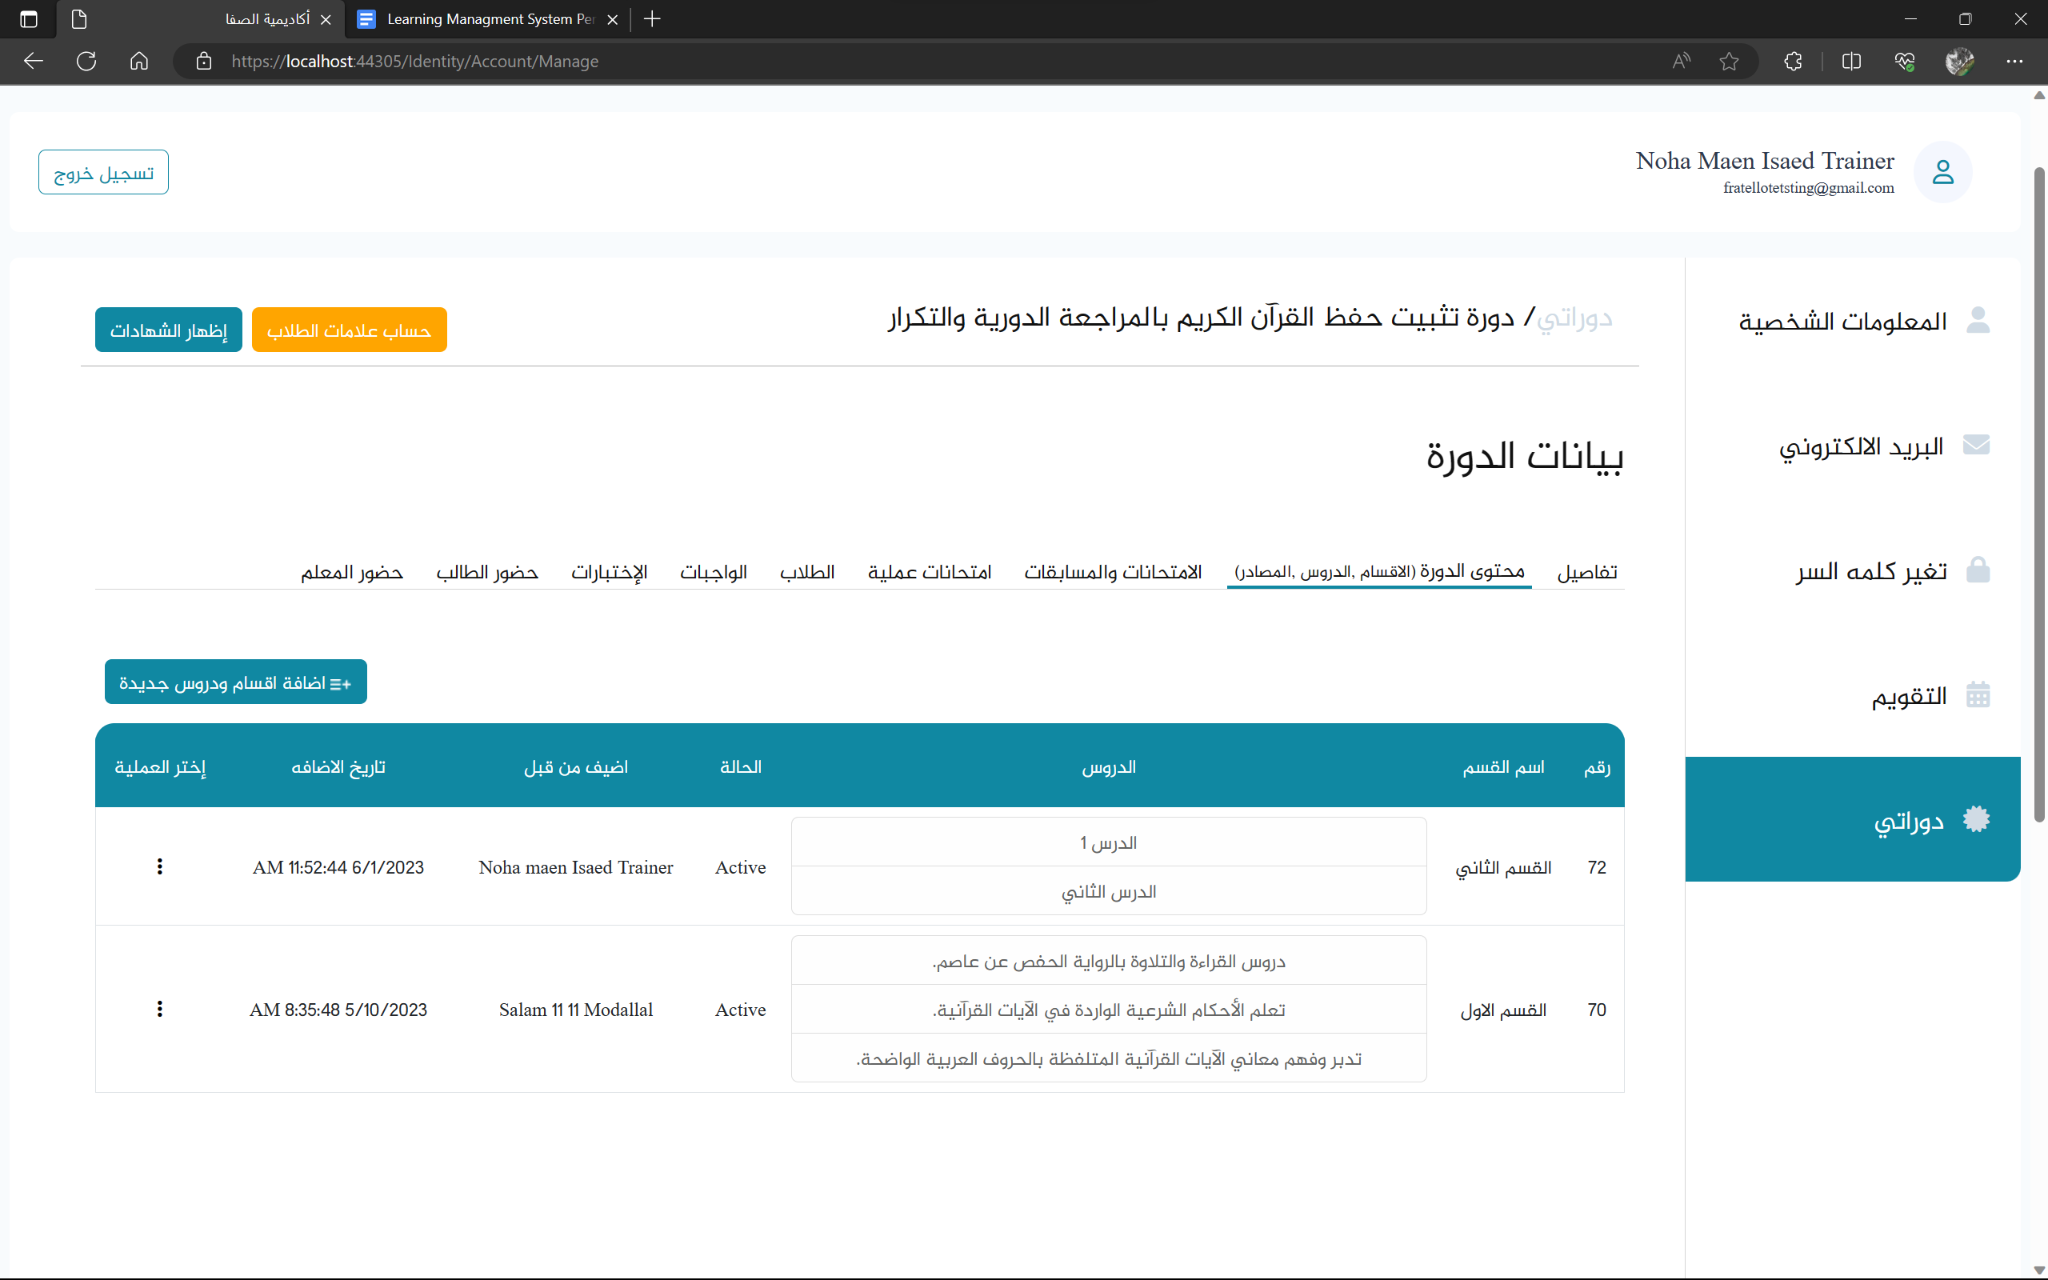 أكاديمية الصفا
Learning Managment System Per
https://localhost:44305/Identity/Account/Manage
Noha Maen Isaed Trainer
fratellotetsting@gmail.com
تسجيل خروج
المعلومات الشخصية
البريد الالكتروني
تغير كلمه السر
التقويم
دوراتي
دوراتي/ دورة تثبيت حفظ القرآن الكريم بالمراجعة الدورية والتكرار
حساب علامات الطلاب
إظهار الشهادات
بيانات الدورة
تفاصيل محتوى الدورة (الاقسام ,الدروس ,المصادر) الامتحانات والمسابقات امتحانات عملية الطلاب الواجبات الإختبارات حضور الطالب حضور المعلم
اضافة اقسام ودروس جديدة
رقم اسم القسم الدروس الحالة اضيف من قبل تاريخ الاضافه إختر العملية
72 القسم الثاني
الدرس 1
الدرس الثاني
Active
Noha maen Isaed Trainer
AM 11:52:44 6/1/2023
70 القسم الاول
دروس القراءة والتلاوة بالرواية الحفص عن عاصم.
تعلم الأحكام الشرعية الواردة في الآيات القرآنية.
تدبر وفهم معاني الآيات القرآنية المتلفظة بالحروف العربية الواضحة.
Active
Salam 11 11 Modallal
AM 8:35:48 5/10/2023